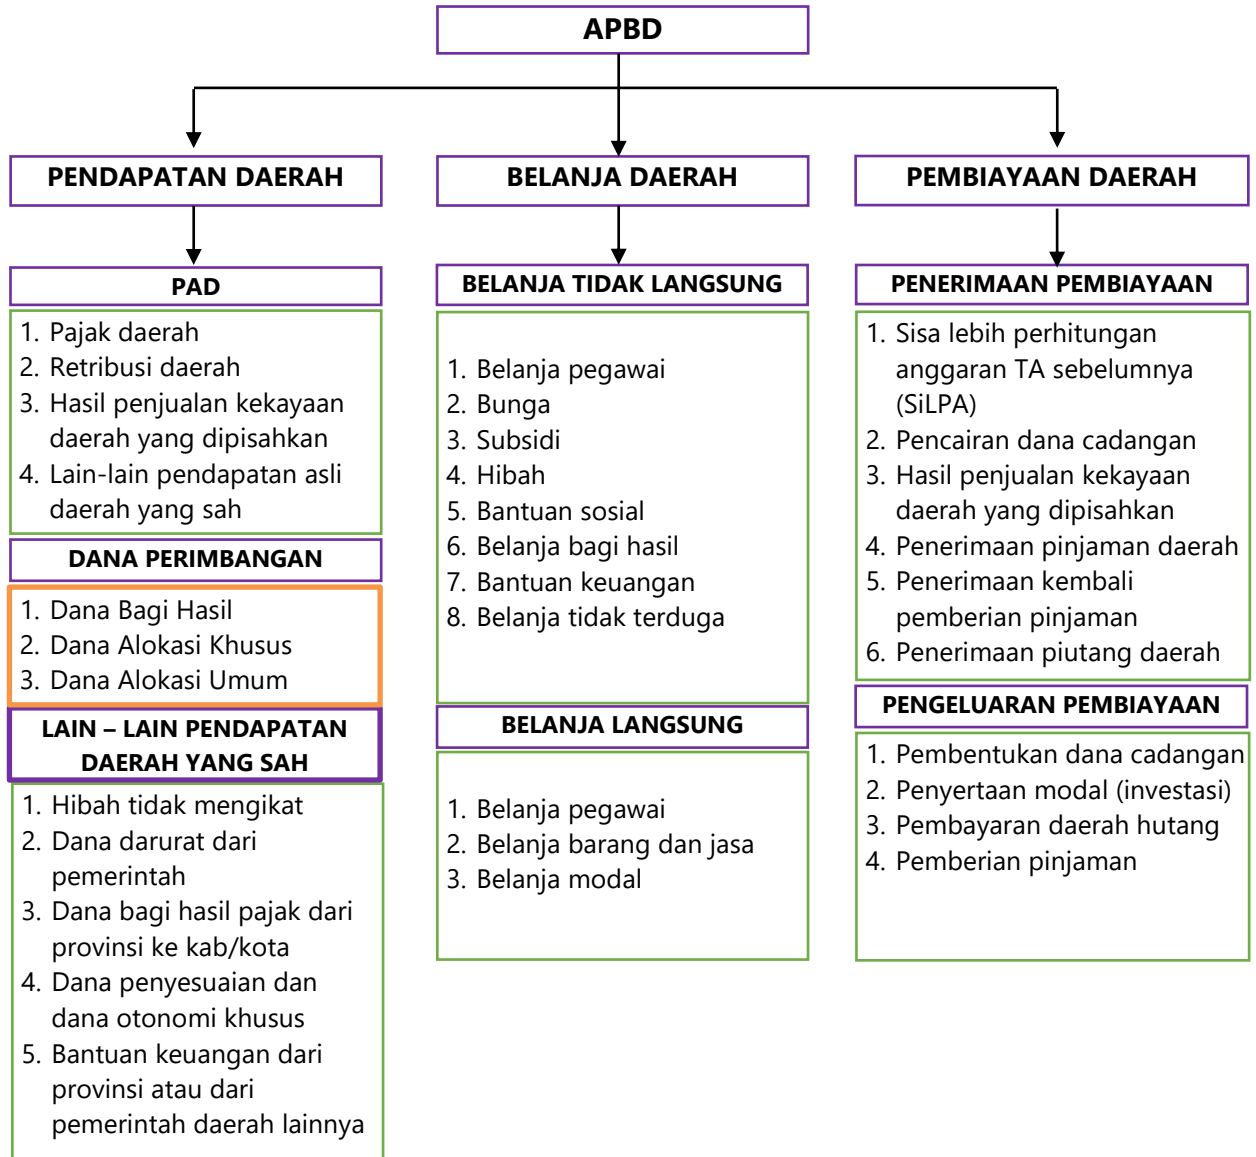 APBD
PENDAPATAN DAERAH
PAD
1. Pajak daerah
2. Retribusi daerah
3. Hasil penjualan kekayaan
daerah yang dipisahkan
4. Lain-lain pendapatan asli
daerah yang sah
DANA PERIMBANGAN
1. Dana Bagi Hasil
2. Dana Alokasi Khusus
3. Dana Alokasi Umum
LAIN – LAIN PENDAPATAN
DAERAH YANG SAH
1. Hibah tidak mengikat
2. Dana darurat dari
pemerintah
3. Dana bagi hasil pajak dari
provinsi ke kab/kota
4. Dana penyesuaian dan
dana otonomi khusus
5. Bantuan keuangan dari
provinsi atau dari
pemerintah daerah lainnya
BELANJA DAERAH
BELANJA TIDAK LANGSUNG
1. Belanja pegawai
2. Bunga
3. Subsidi
4. Hibah
5. Bantuan sosial
6. Belanja bagi hasil
7. Bantuan keuangan
8. Belanja tidak terduga
BELANJA LANGSUNG
1. Belanja pegawai
2. Belanja barang dan jasa
3. Belanja modal
PEMBIAYAAN DAERAH
PENERIMAAN PEMBIAYAAN
1. Sisa lebih perhitungan
anggaran TA sebelumnya
(SiLPA)
2. Pencairan dana cadangan
3. Hasil penjualan kekayaan
daerah yang dipisahkan
4. Penerimaan pinjaman daerah
5. Penerimaan kembali
pemberian pinjaman
6. Penerimaan piutang daerah
PENGELUARAN PEMBIAYAAN
1. Pembentukan dana cadangan
2. Penyertaan modal (investasi)
3. Pembayaran daerah hutang
4. Pemberian pinjaman